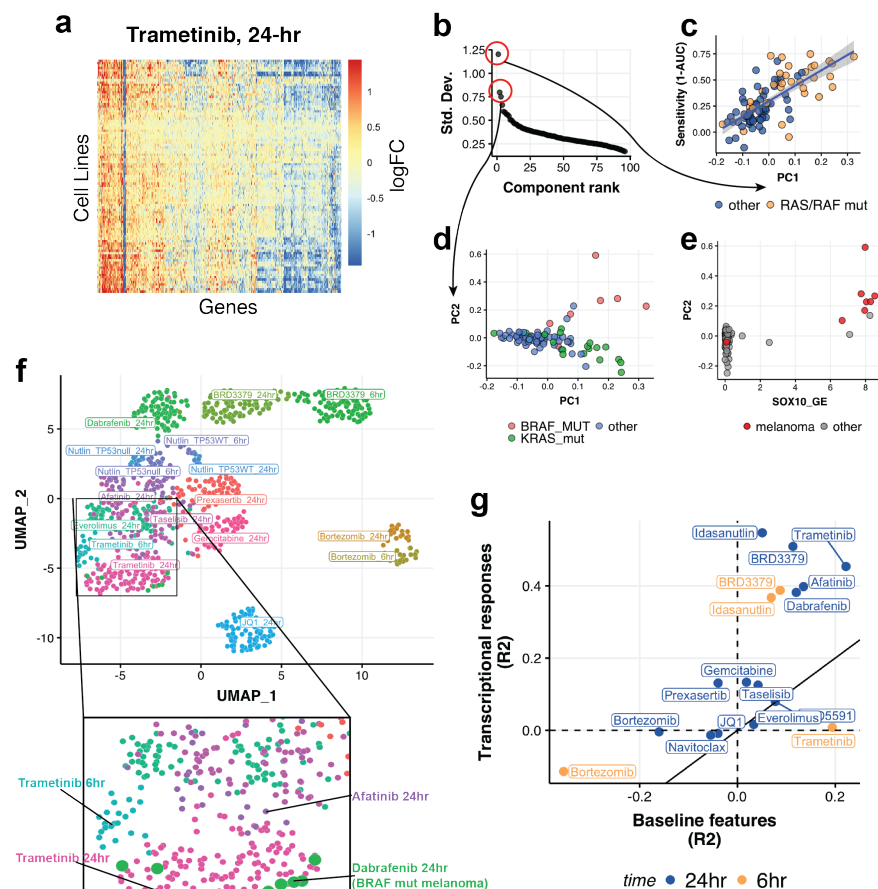 a
Trametinib, 24-hr
Cell Lines
Genes
logFC
1
0.5
0
-0.5
-1
b
Std. Dev.
1.25
1.00
0.75
0.50
0.25
0
25
50
75
100
Component rank
c
Sensitivity (1-AUC)
0.75
0.50
0.25
0.00
-0.2
-0.1
0.0
0.1
0.2
0.3
PC1
other
RAS/RAF mut
d
PC2
0.6
0.4
0.2
0.0
-0.2
-0.2
-0.1
0.0
0.1
0.2
0.3
PC1
BRAF_MUT
other
KRAS_mut
e
PC2
0.6
0.4
0.2
0.0
-0.2
0
2
4
6
8
SOX10_GE
melanoma
other
f
UMAP_2
5
0
-5
-10
-5
0
5
10
UMAP_1
BRD3379_24hr
BRD3379_6hr
Dabrafenib_24hr
Nutlin_TP53WT_6hr
Nutlin_TP53null_24hr
Nutlin_TP53null_6hr
Nutlin_TP53WT_24hr
Afatinib_24hr
Prexasertib_24hr
Taselisib_24hr
Everolimus_24hr
Trametinib_6hr
Gemcitabine_24hr
Bortezomib_24hr
Bortezomib_6hr
Trametinib_24hr
JQ1_24hr
Trametinib 6hr
Afatinib 24hr
Trametinib 24hr
Dabrafenib 24hr
(BRAF mut melanoma)
g
Transcriptional responses
(R2)
0.4
0.2
0.0
-0.2
0.0
0.2
Baseline features
(R2)
Idasanutlin
Trametinib
BRD3379
BRD3379
Afatinib
Idasanutlin
Dabrafenib
Gemcitabine
Prexasertib
Taselisib
Bortezomib
JQ1
Everolimus
5591
Navitoclax
Trametinib
Bortezomib
time
24hr
6hr